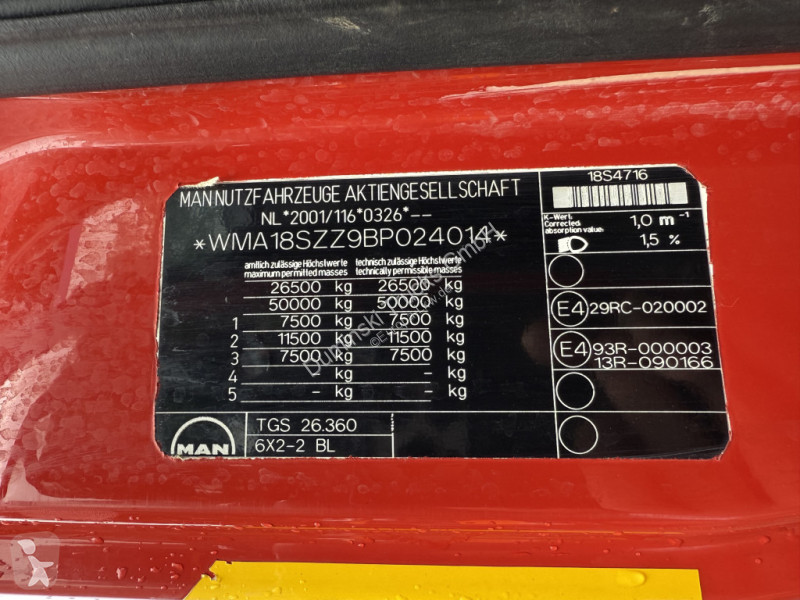 MAN NUTZFAHRZEUGE AKTIENGESELLSCHAFT
NL*2001/116*0326*--
*WMA18SZZ9BP024014*
amtlich zulässige Höchstwerte technisch zulässige Höchstwerte
maximum permitted masses technically permissible masses
26500 kg 26500 kg
50000 kg 50000 kg
1 7500 kg 7500 kg
2 11500 kg 11500 kg
3 7500 kg 7500 kg
4 – kg – kg
5 – kg – kg
MAN
TGS 26.360
6X2-2 BL
18S4716
K-Wert:
Corrected
absorption value:
1,0 m⁻¹
1,5 %
E4 29RC-020002
E4 93R-000003
13R-090166